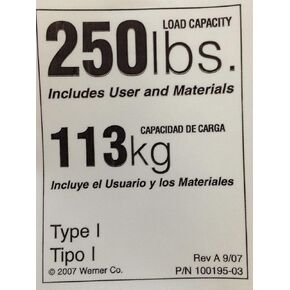 LOAD CAPACITY
250lbs.
Includes User and Materials
CAPACIDAD DE CARGA
113kg
Incluye el Usuario y los Materiales
Type I
Tipo I
© 2007 Werner Co.
Rev A 9/07
P/N 100195-03